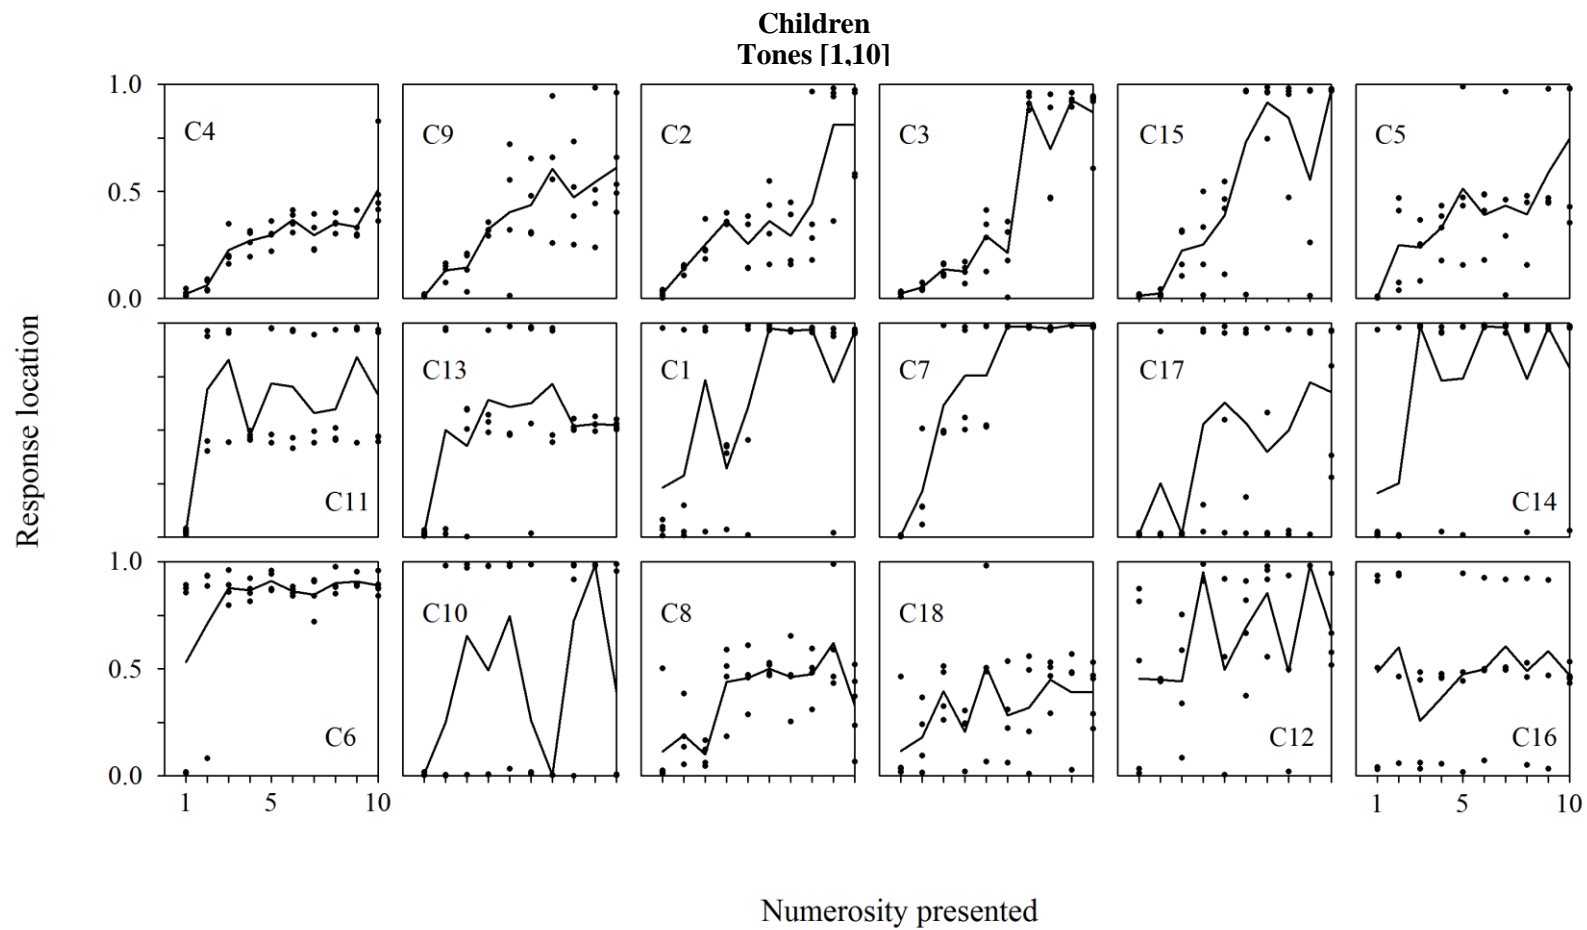 Children
Tones [1,10]
Response location
1.0
0.5
0.0
C4
C9
C2
C3
C15
C5
C11
C13
C1
C7
C17
C14
1.0
0.5
0.0
C6
C10
C8
C18
C12
C16
1 5 10
1 5 10
Numerosity presented